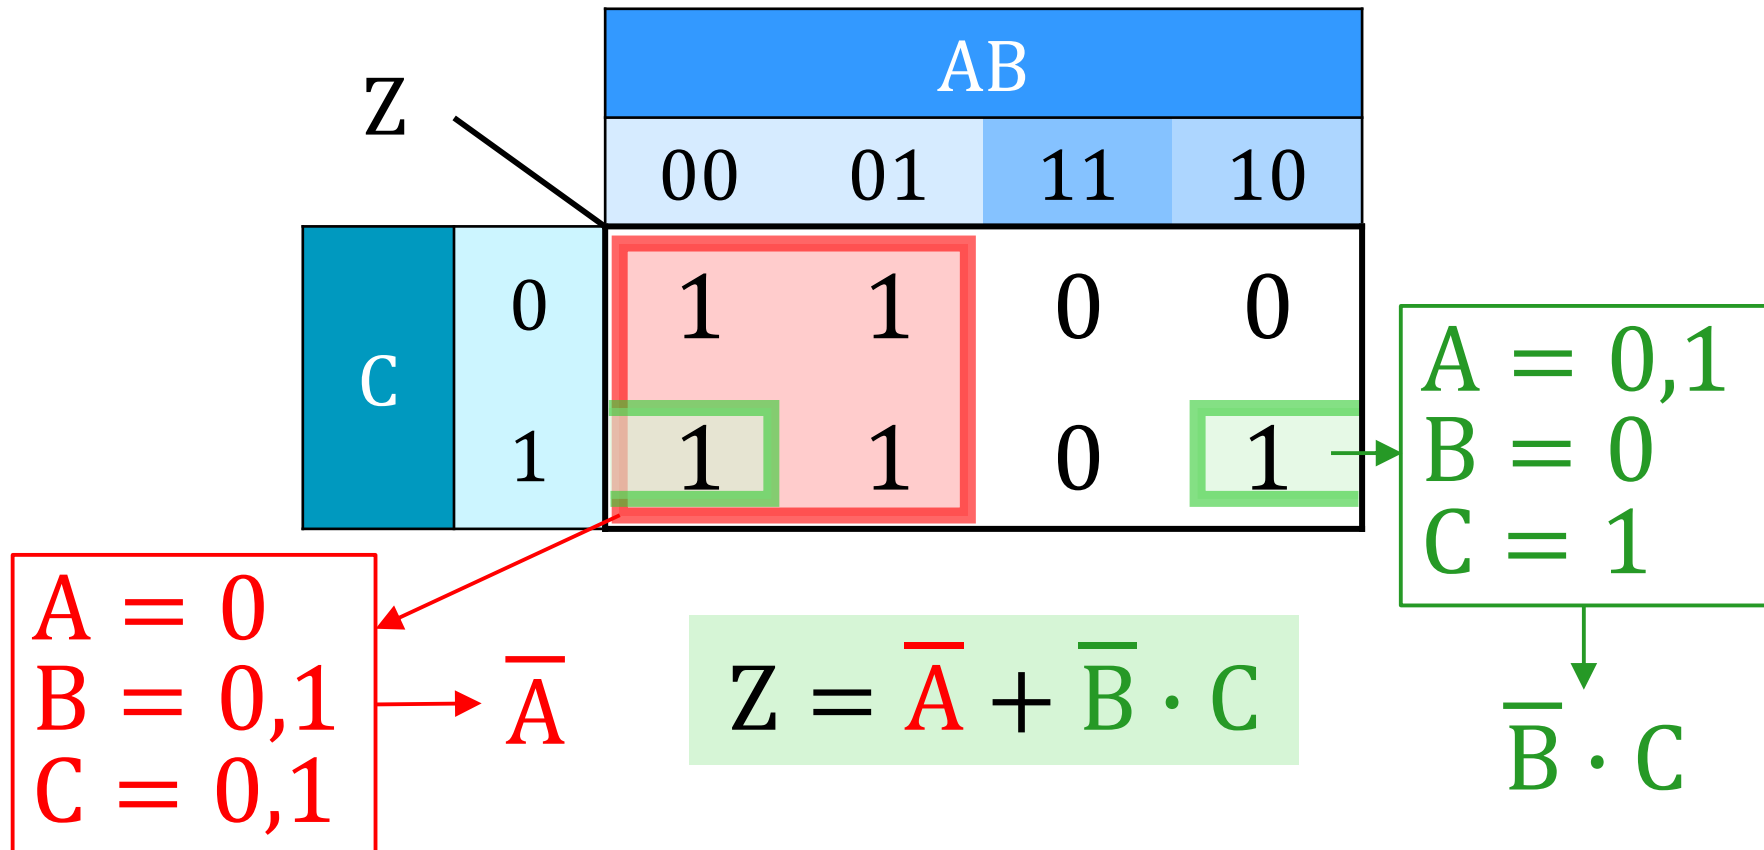 AB
Z
00 01 11 10
C
0 1 1 0 0
1 1 1 0 1
A = 0,1
B = 0
C = 1
A = 0
B = 0,1
C = 0,1
A̅
Z = A̅ + B̅ · C
B̅ · C